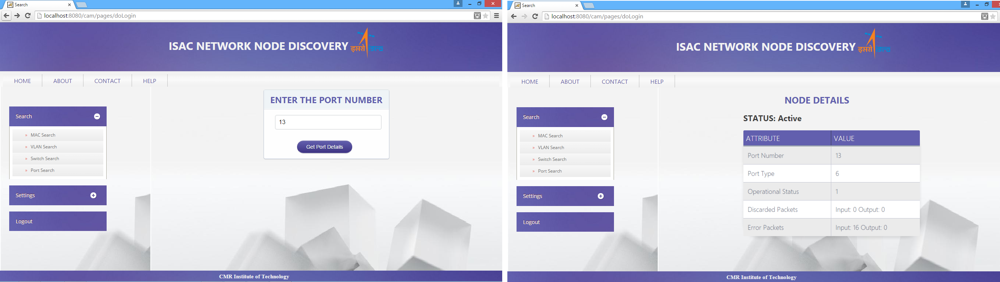 Search
localhost:8080/cam/pages/doLogin
ISAC NETWORK NODE DISCOVERY
इसरो isro
HOME
ABOUT
CONTACT
HELP
Search
MAC Search
VLAN Search
Switch Search
Port Search
Settings
Logout
ENTER THE PORT NUMBER
13
Get Port Details
CMR Institute of Technology
Search
localhost:8080/cam/pages/doLogin
ISAC NETWORK NODE DISCOVERY
इसरो isro
HOME
ABOUT
CONTACT
HELP
Search
MAC Search
VLAN Search
Switch Search
Port Search
Settings
Logout
NODE DETAILS
STATUS: Active
ATTRIBUTE VALUE
Port Number 13
Port Type 6
Operational Status 1
Discarded Packets Input: 0 Output: 0
Error Packets Input: 16 Output: 0
CMR Institute of Technology